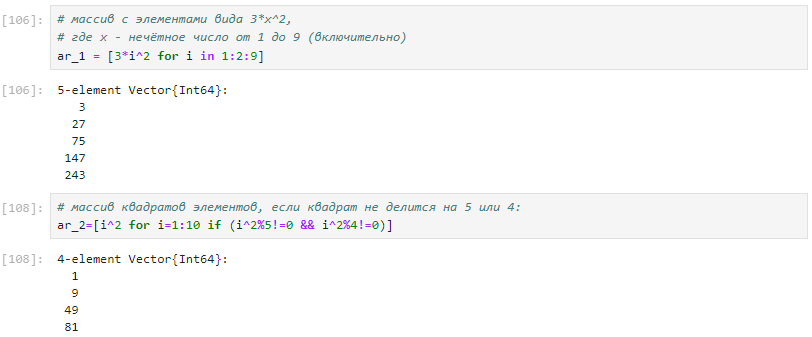 [106]: # массив с элементами вида 3*x^2,
# где x - нечётное число от 1 до 9 (включительно)
ar_1 = [3*i^2 for i in 1:2:9]
[106]: 5-element Vector{Int64}:
3
27
75
147
243
[108]: # массив квадратов элементов, если квадрат не делится на 5 или 4:
ar_2=[i^2 for i=1:10 if (i^2%5!=0 && i^2%4!=0)]
[108]: 4-element Vector{Int64}:
1
9
49
81